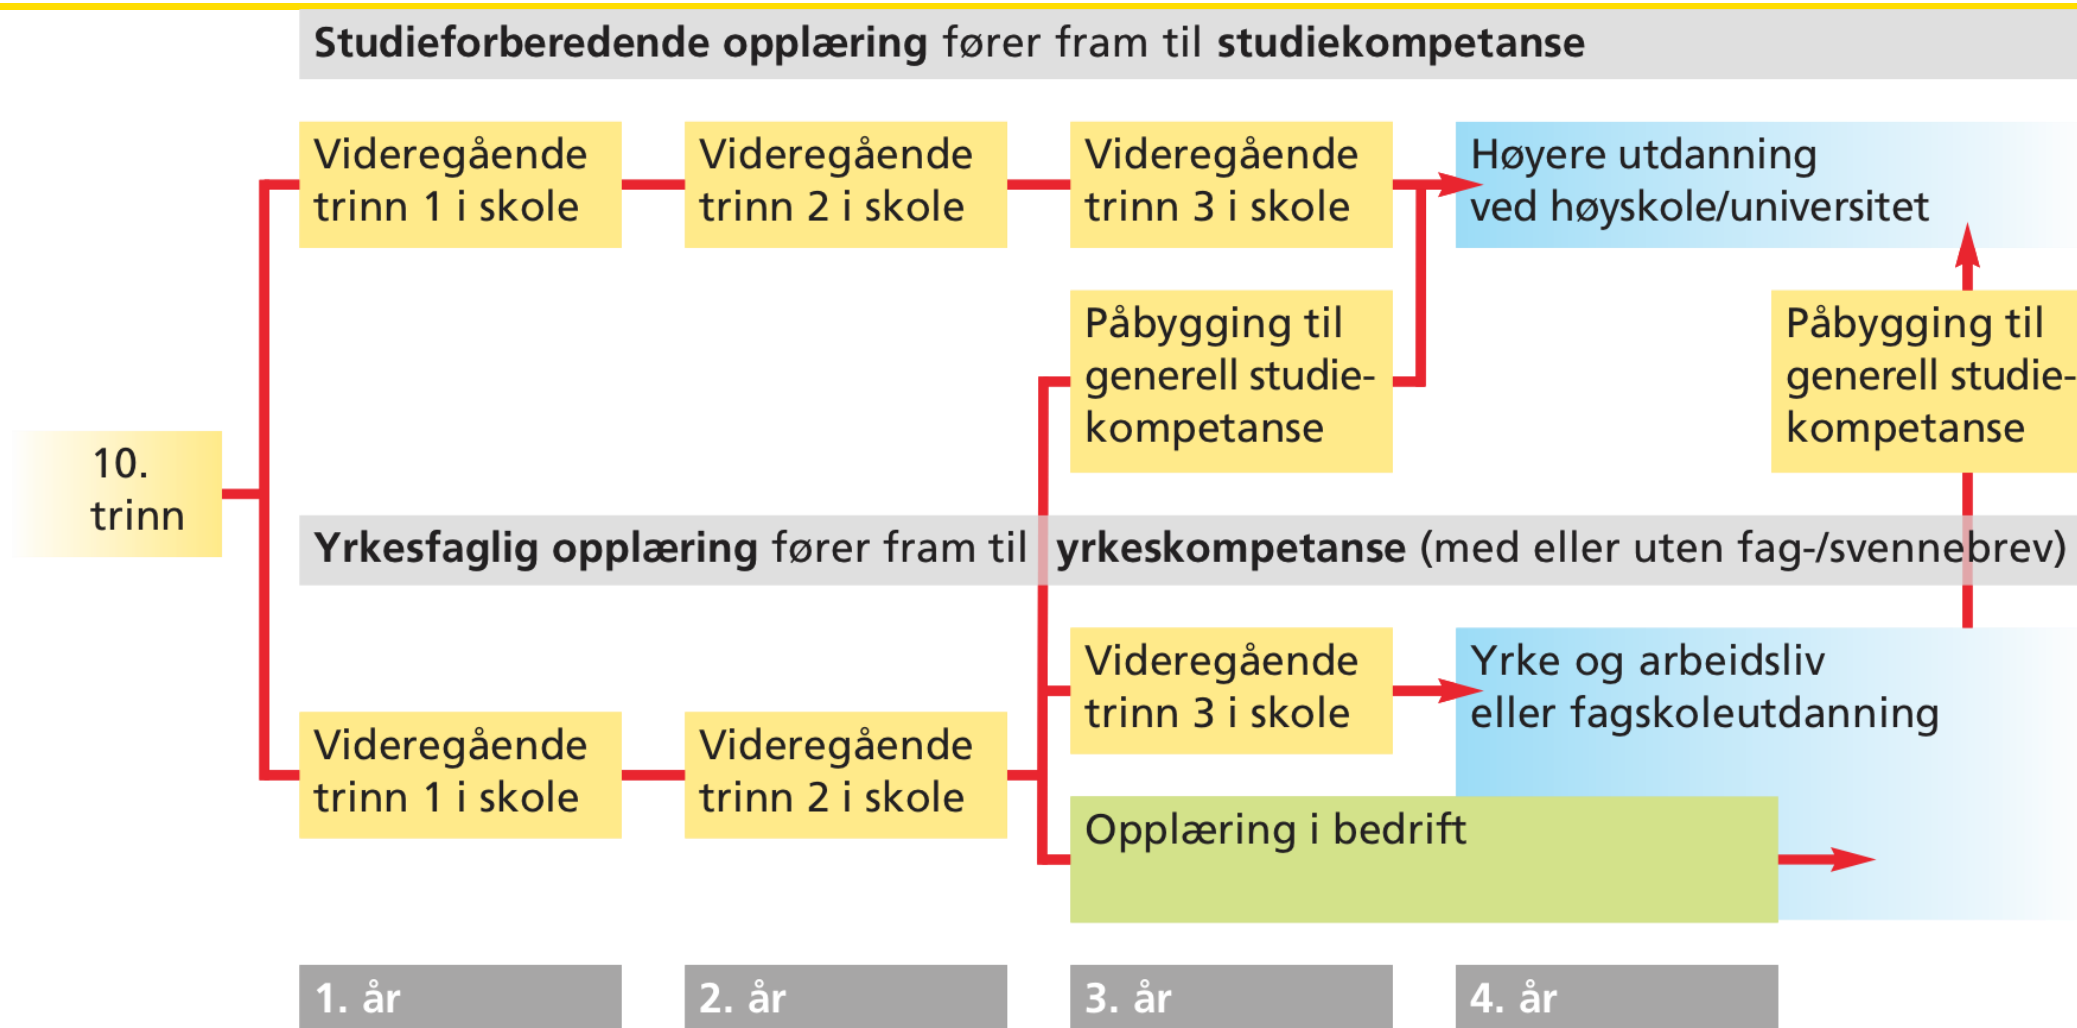 Studieforberedende opplæring fører fram til studiekompetanse
Videregående
trinn 1 i skole
Videregående
trinn 2 i skole
Videregående
trinn 3 i skole
Høyere utdanning
ved høyskole/universitet
Påbygging til
generell studie-
kompetanse
Påbygging til
generell studie-
kompetanse
10.
trinn
Yrkesfaglig opplæring fører fram til yrkeskompetanse (med eller uten fag-/svennebrev)
Videregående
trinn 1 i skole
Videregående
trinn 2 i skole
Videregående
trinn 3 i skole
Yrke og arbeidsliv
eller fagskoleutdanning
Opplæring i bedrift
1. år
2. år
3. år
4. år